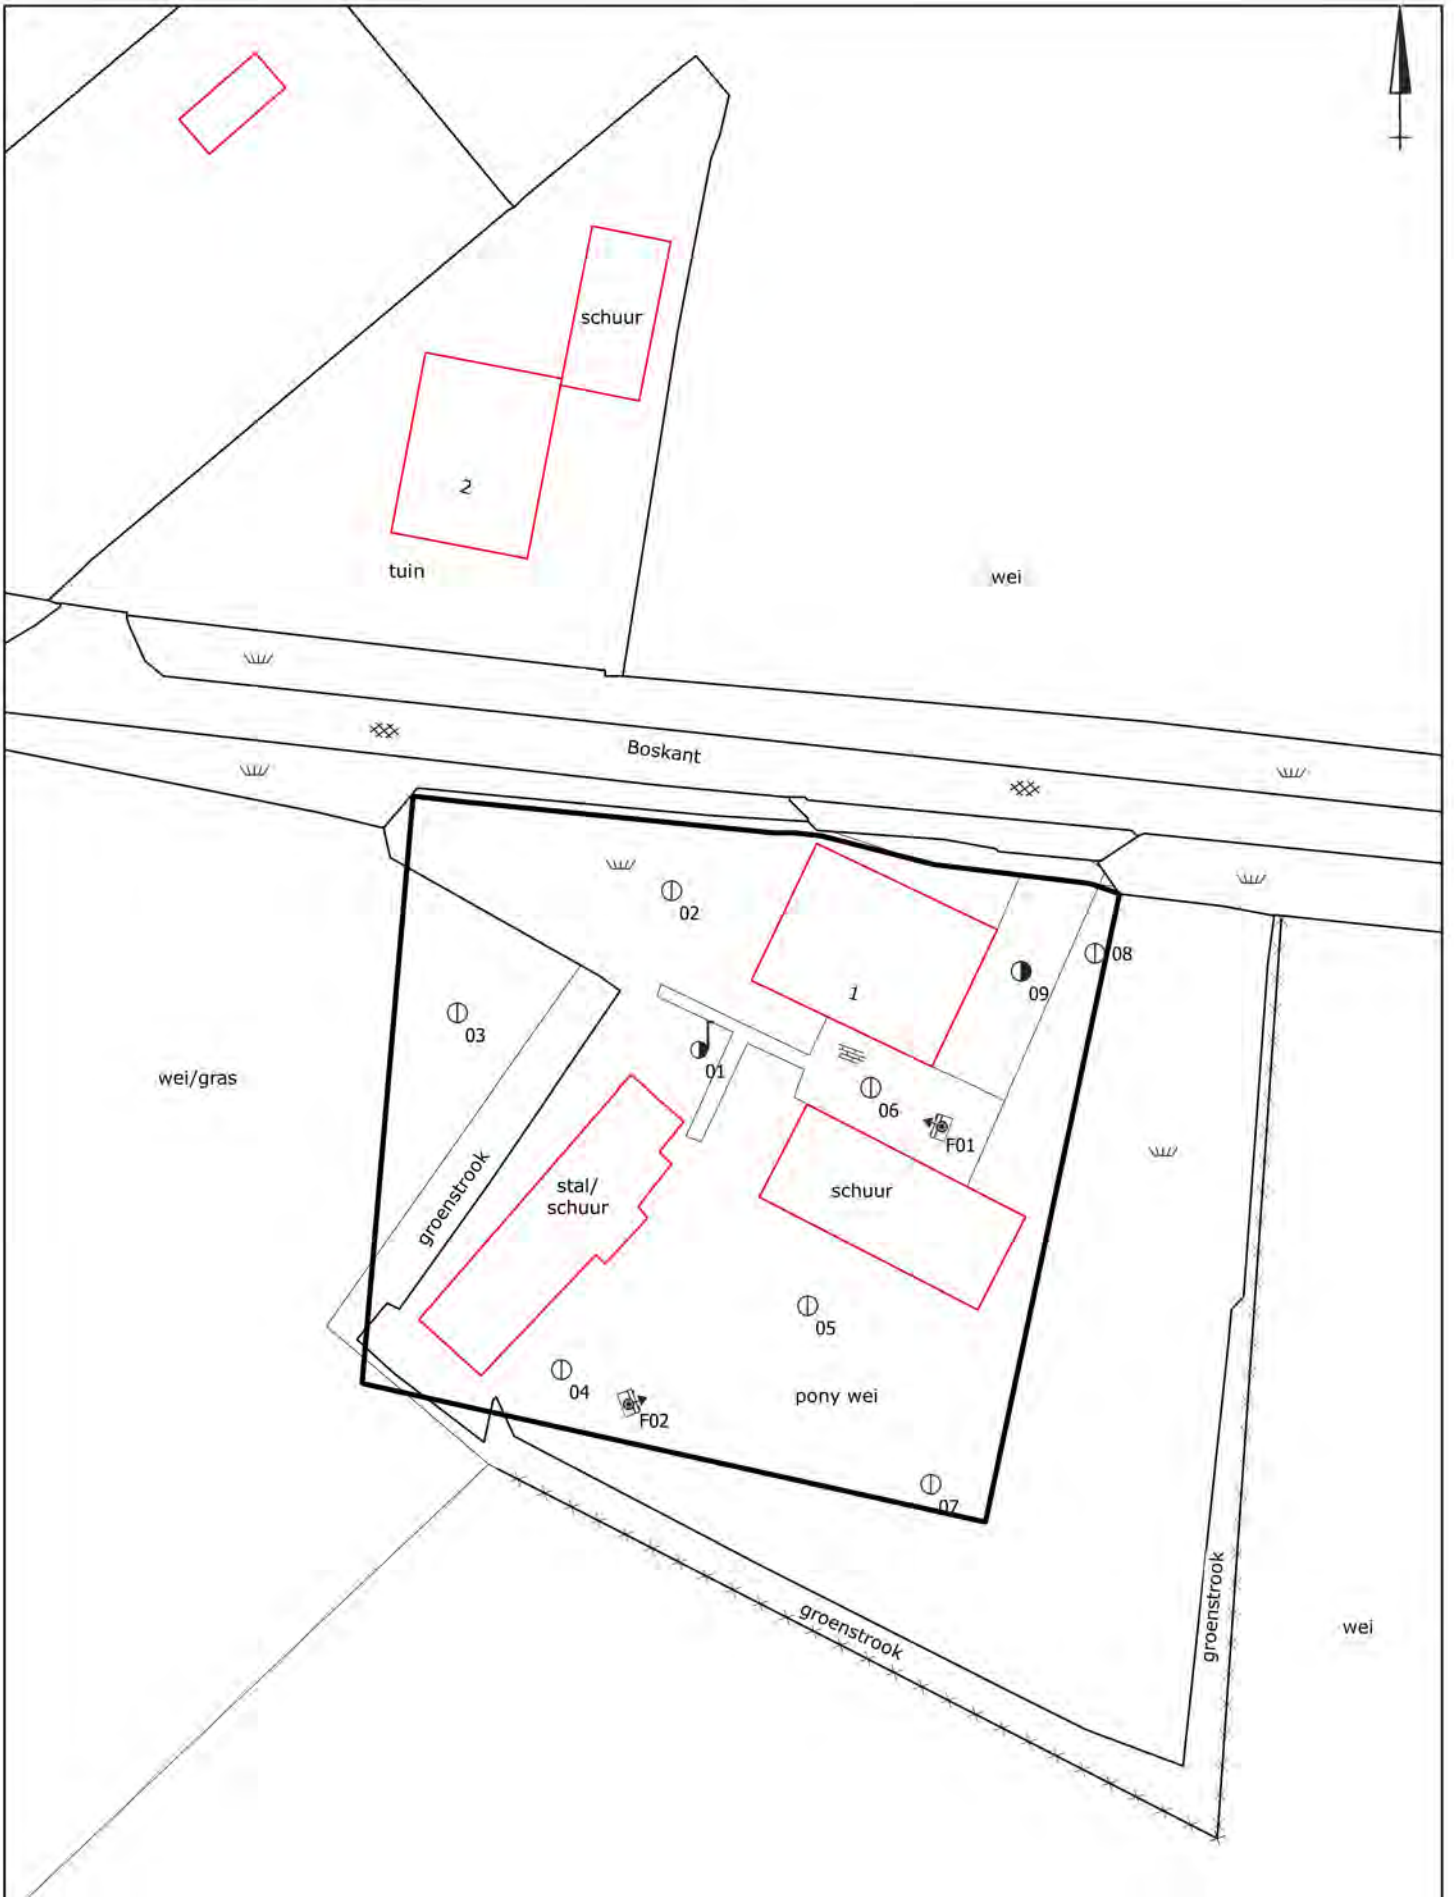 schuur
2
tuin
wei
Boskant
02
08
1
09
03
01
wei/gras
06
F01
groenstrook
stal/
schuur
schuur
05
04
pony wei
F02
07
groenstrook
groenstrook
wei